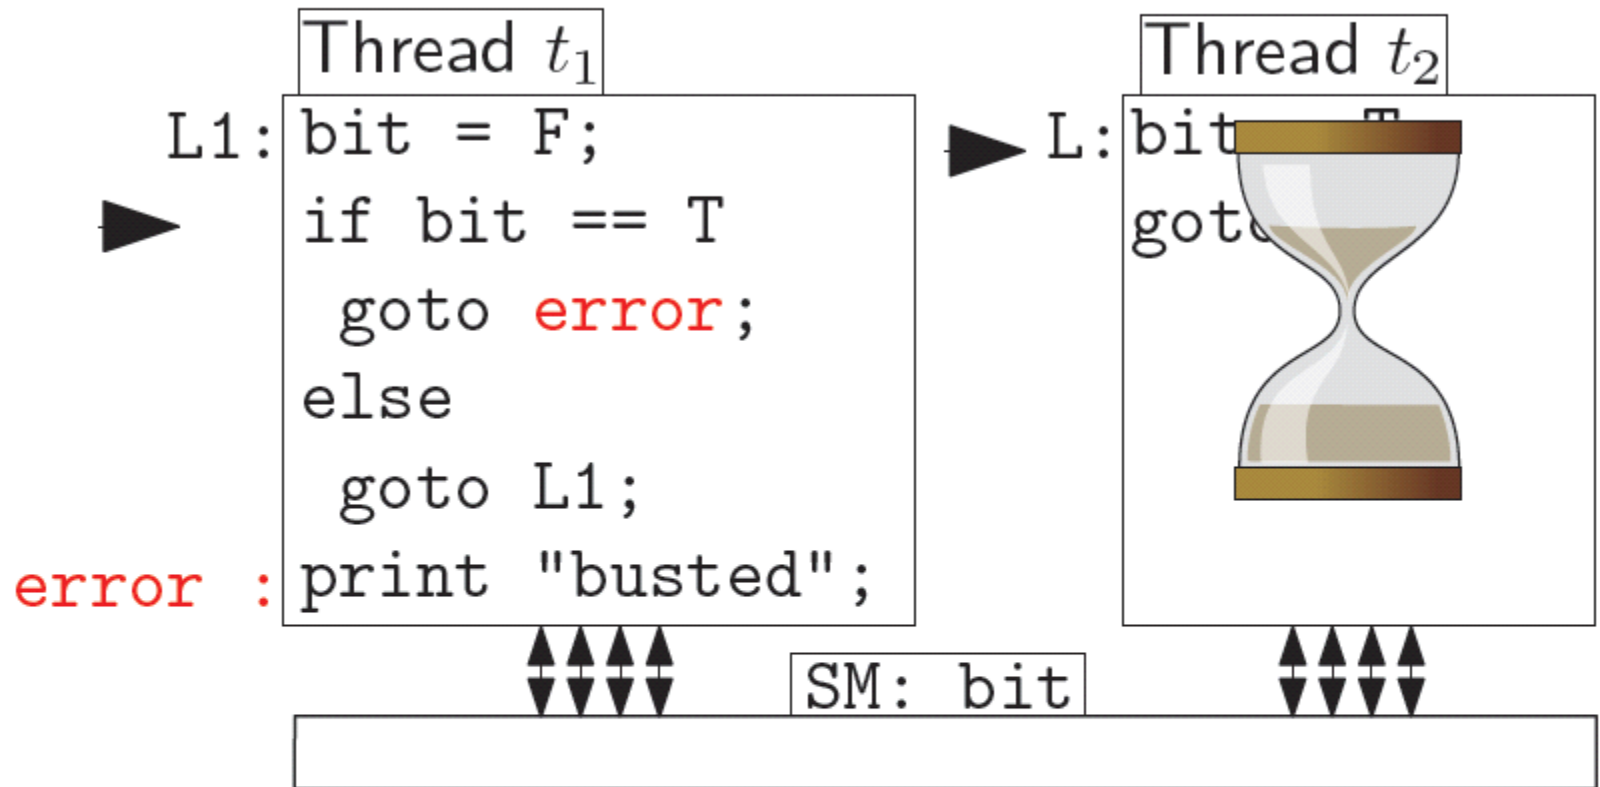 Thread t1
L1: bit = F;
if bit == T
goto error;
else
goto L1;
error : print "busted";
Thread t2
L: bit T
goto
SM: bit